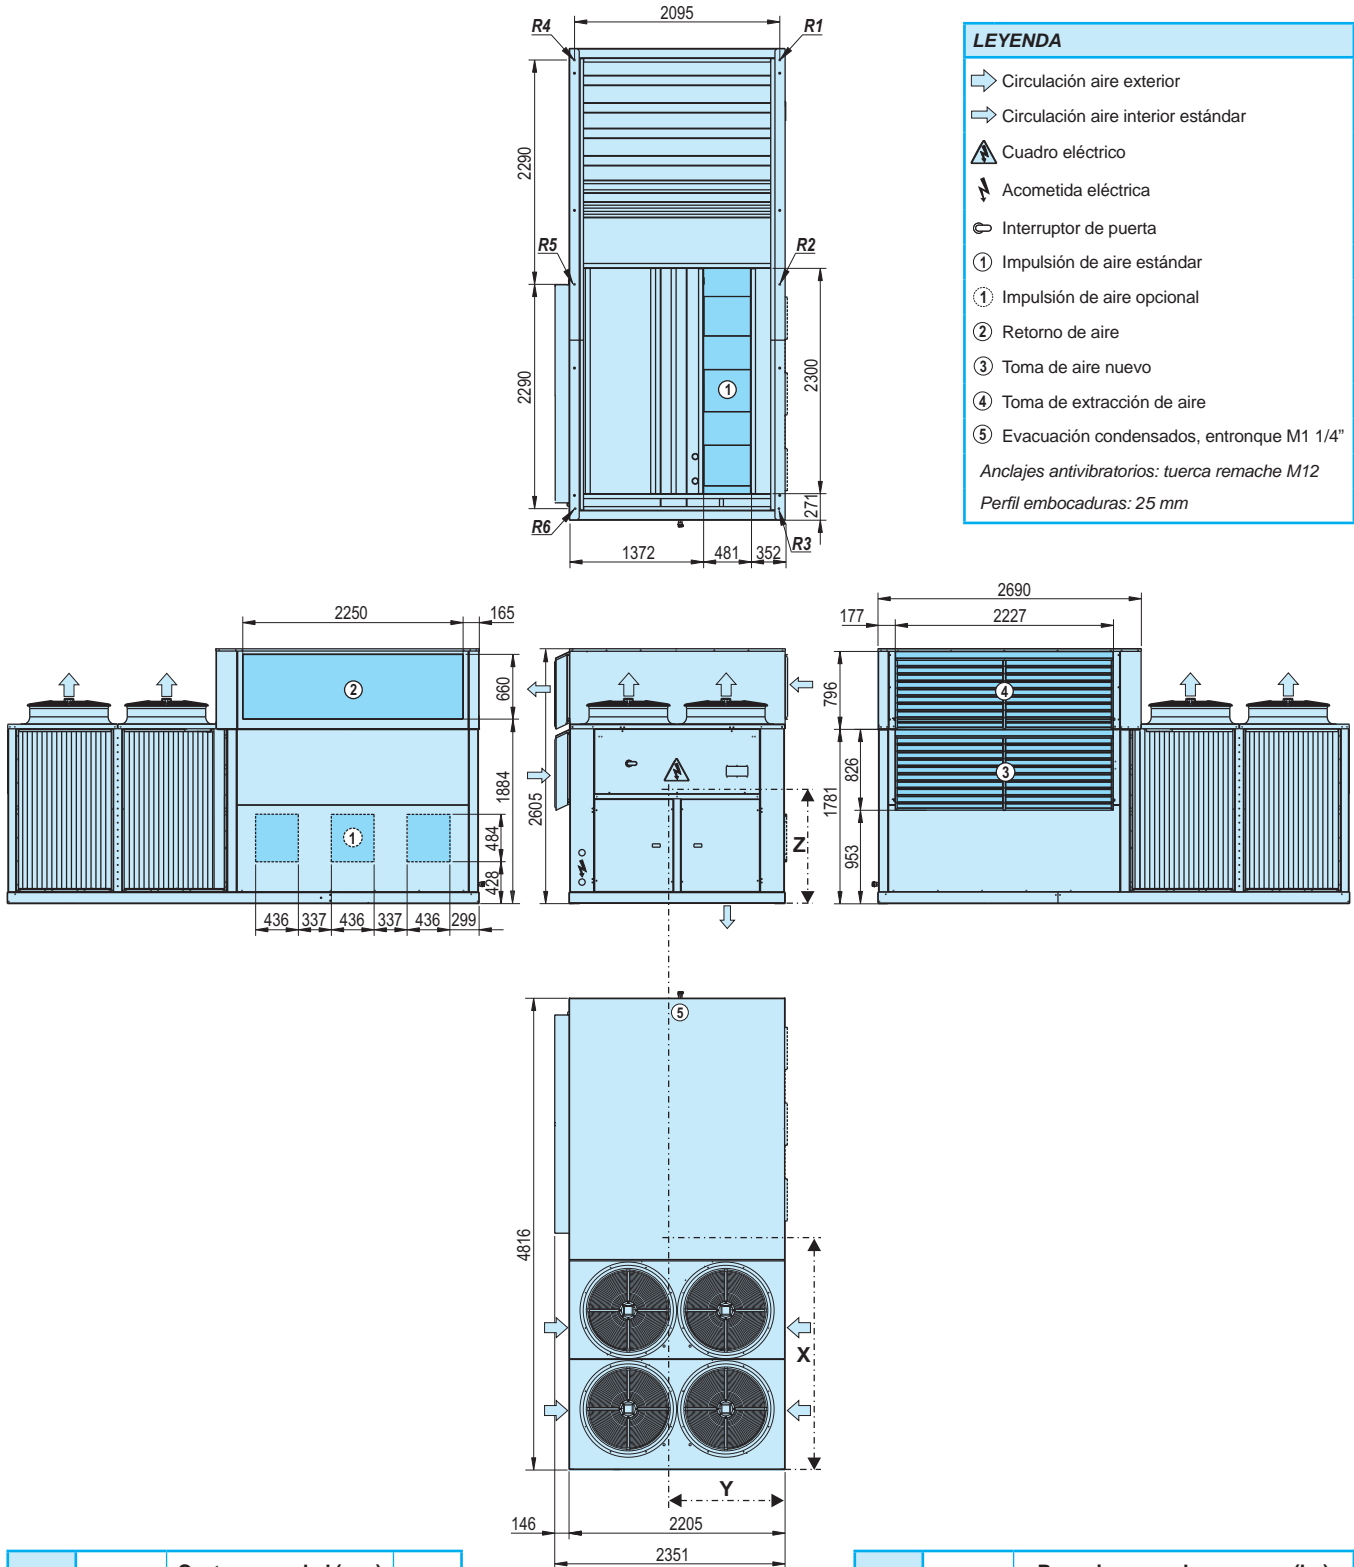 2095
R4
R1
2290
R5
R2
2290
2300
1
271
R6
R3
1372
481
352
LEYENDA
Circulación aire exterior
Circulación aire interior estándar
Cuadro eléctrico
Acometida eléctrica
Interruptor de puerta
1 Impulsión de aire estándar
1 Impulsión de aire opcional
2 Retorno de aire
3 Toma de aire nuevo
4 Toma de extracción de aire
5 Evacuación condensados, entronque M1 1/4”
Anclajes antivibratorios: tuerca remache M12
Perfil embocaduras: 25 mm
2250
165
2
660
1884
1
484
428
436
337
436
337
436
299
2605
Z
2690
177
2227
796
4
826
3
1781
953
5
4816
X
Y
146
2205
2351